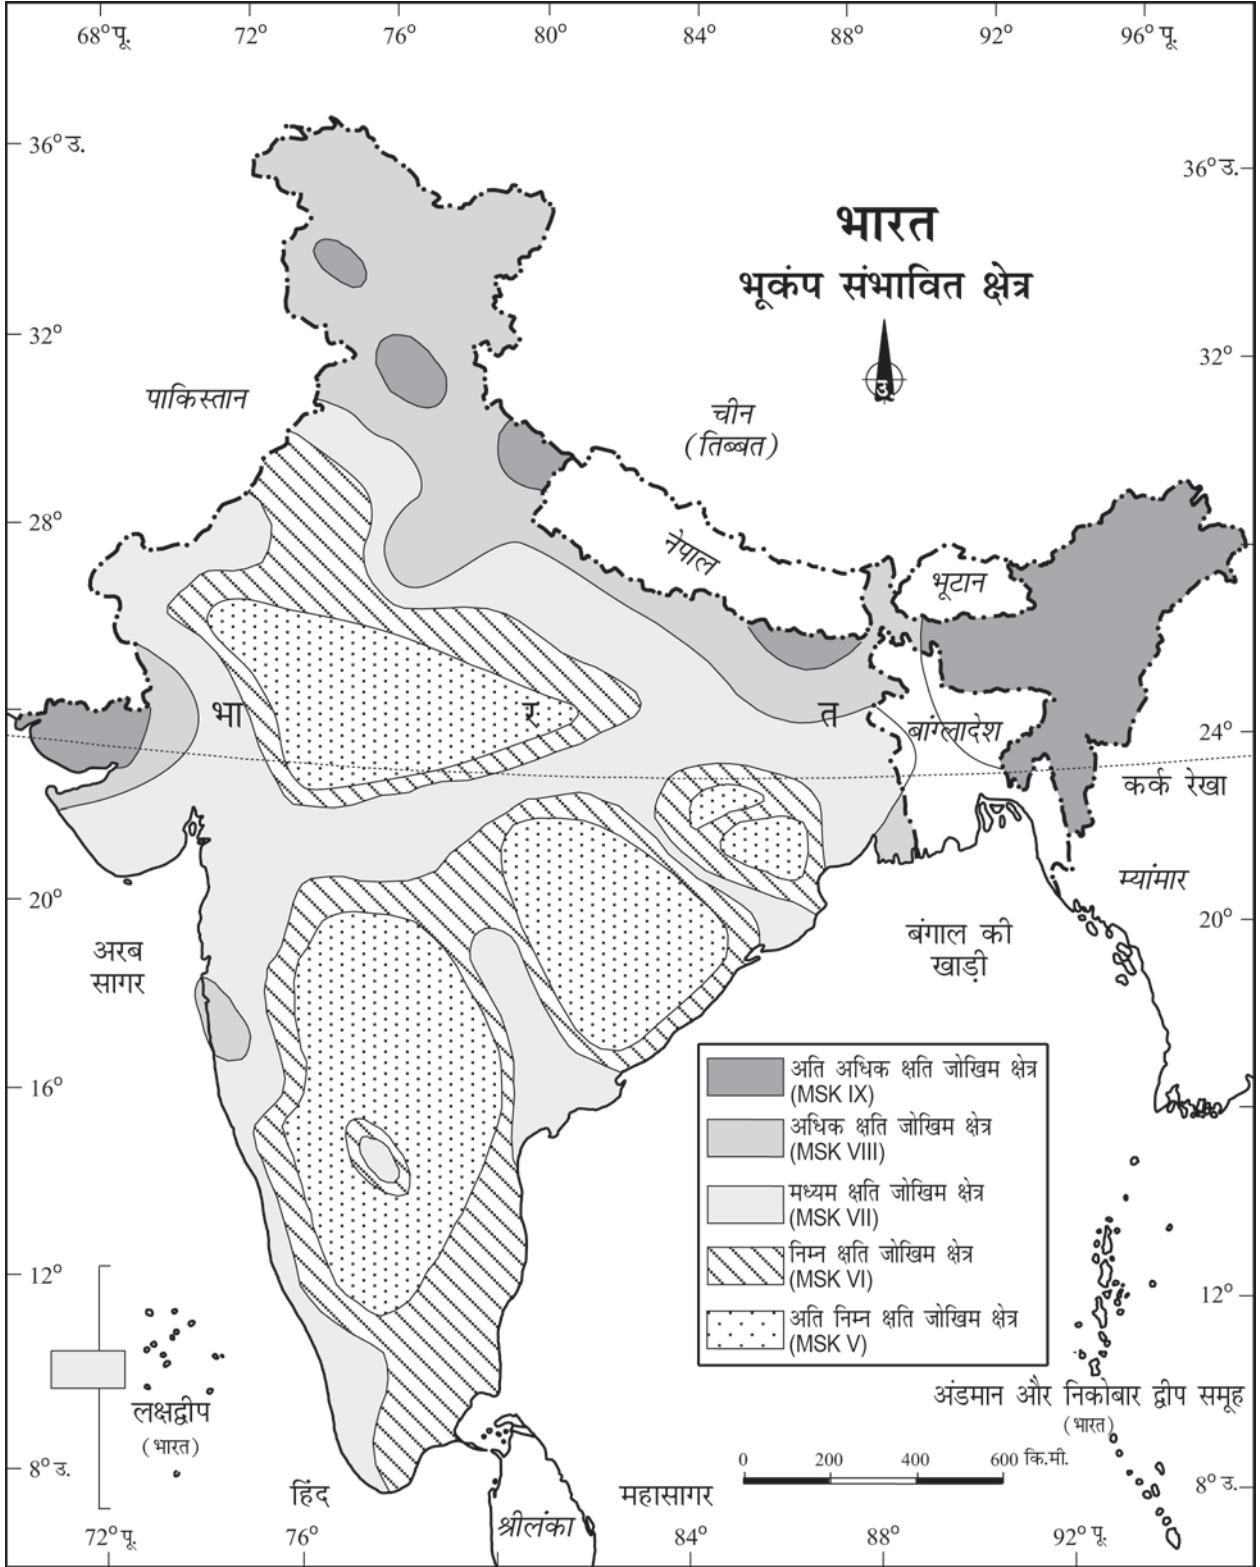 68° पू.
72°
76°
80°
84°
88°
92°
96° पू.
36° उ.
36° उ.
भारत
भूकंप संभावित क्षेत्र
उ
32°
32°
पाकिस्तान
चीन
(तिब्बत)
28°
नेपाल
भूटान
भा
र
त
बांग्लादेश
24°
कर्क रेखा
म्यांमार
20°
20°
अरब
सागर
बंगाल की
खाड़ी
अति अधिक क्षति जोखिम क्षेत्र
(MSK IX)
16°
अधिक क्षति जोखिम क्षेत्र
(MSK VIII)
मध्यम क्षति जोखिम क्षेत्र
(MSK VII)
निम्न क्षति जोखिम क्षेत्र
(MSK VI)
12°
12°
अति निम्न क्षति जोखिम क्षेत्र
(MSK V)
अंडमान और निकोबार द्वीप समूह
(भारत)
लक्षद्वीप
(भारत)
0 200 400 600 कि.मी.
8° उ.
8° उ.
हिंद
महासागर
श्रीलंका
72° पू.
76°
84°
88°
92° पू.